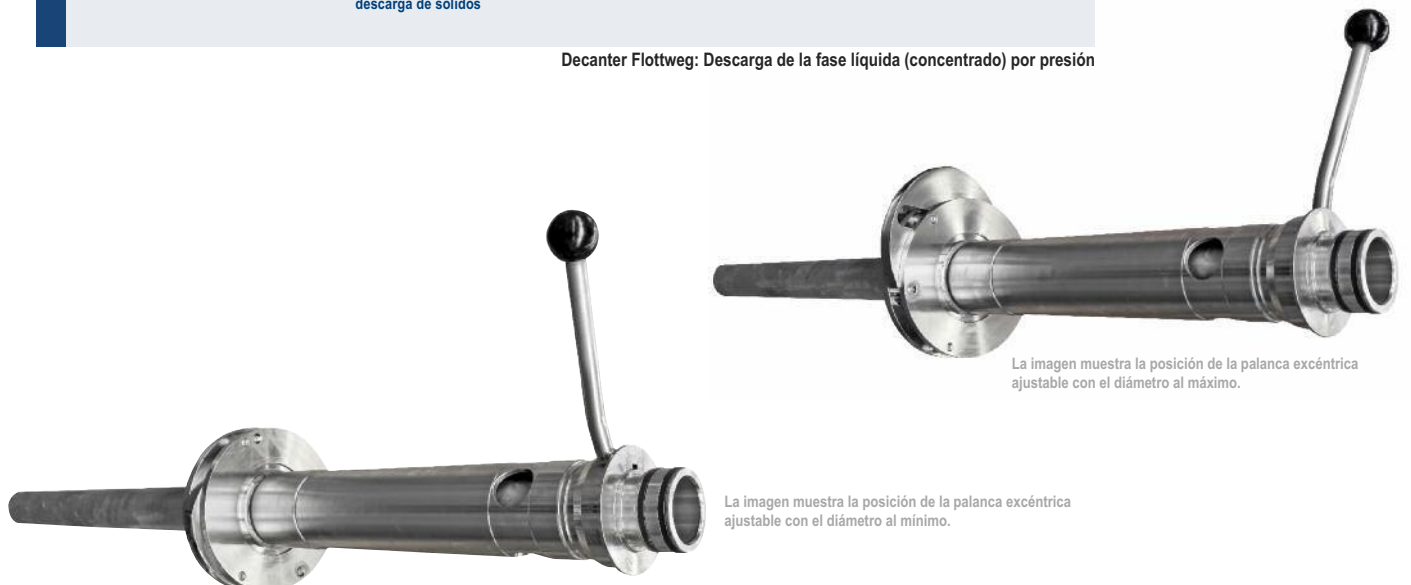 descarga de sólidos
Decanter Flottweg: Descarga de la fase líquida (concentrado) por presión
La imagen muestra la posición de la palanca excéntrica
ajustable con el diámetro al máximo.
La imagen muestra la posición de la palanca excéntrica
ajustable con el diámetro al mínimo.